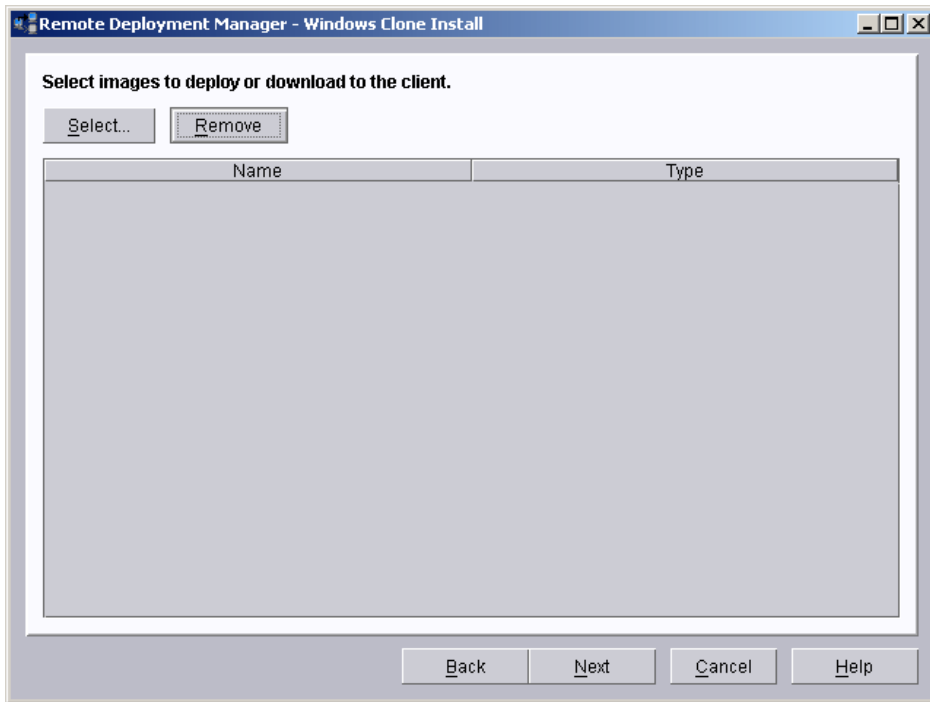 Remote Deployment Manager - Windows Clone Install
Select images to deploy or download to the client.
Select... Remove
Name Type
Back Next Cancel Help